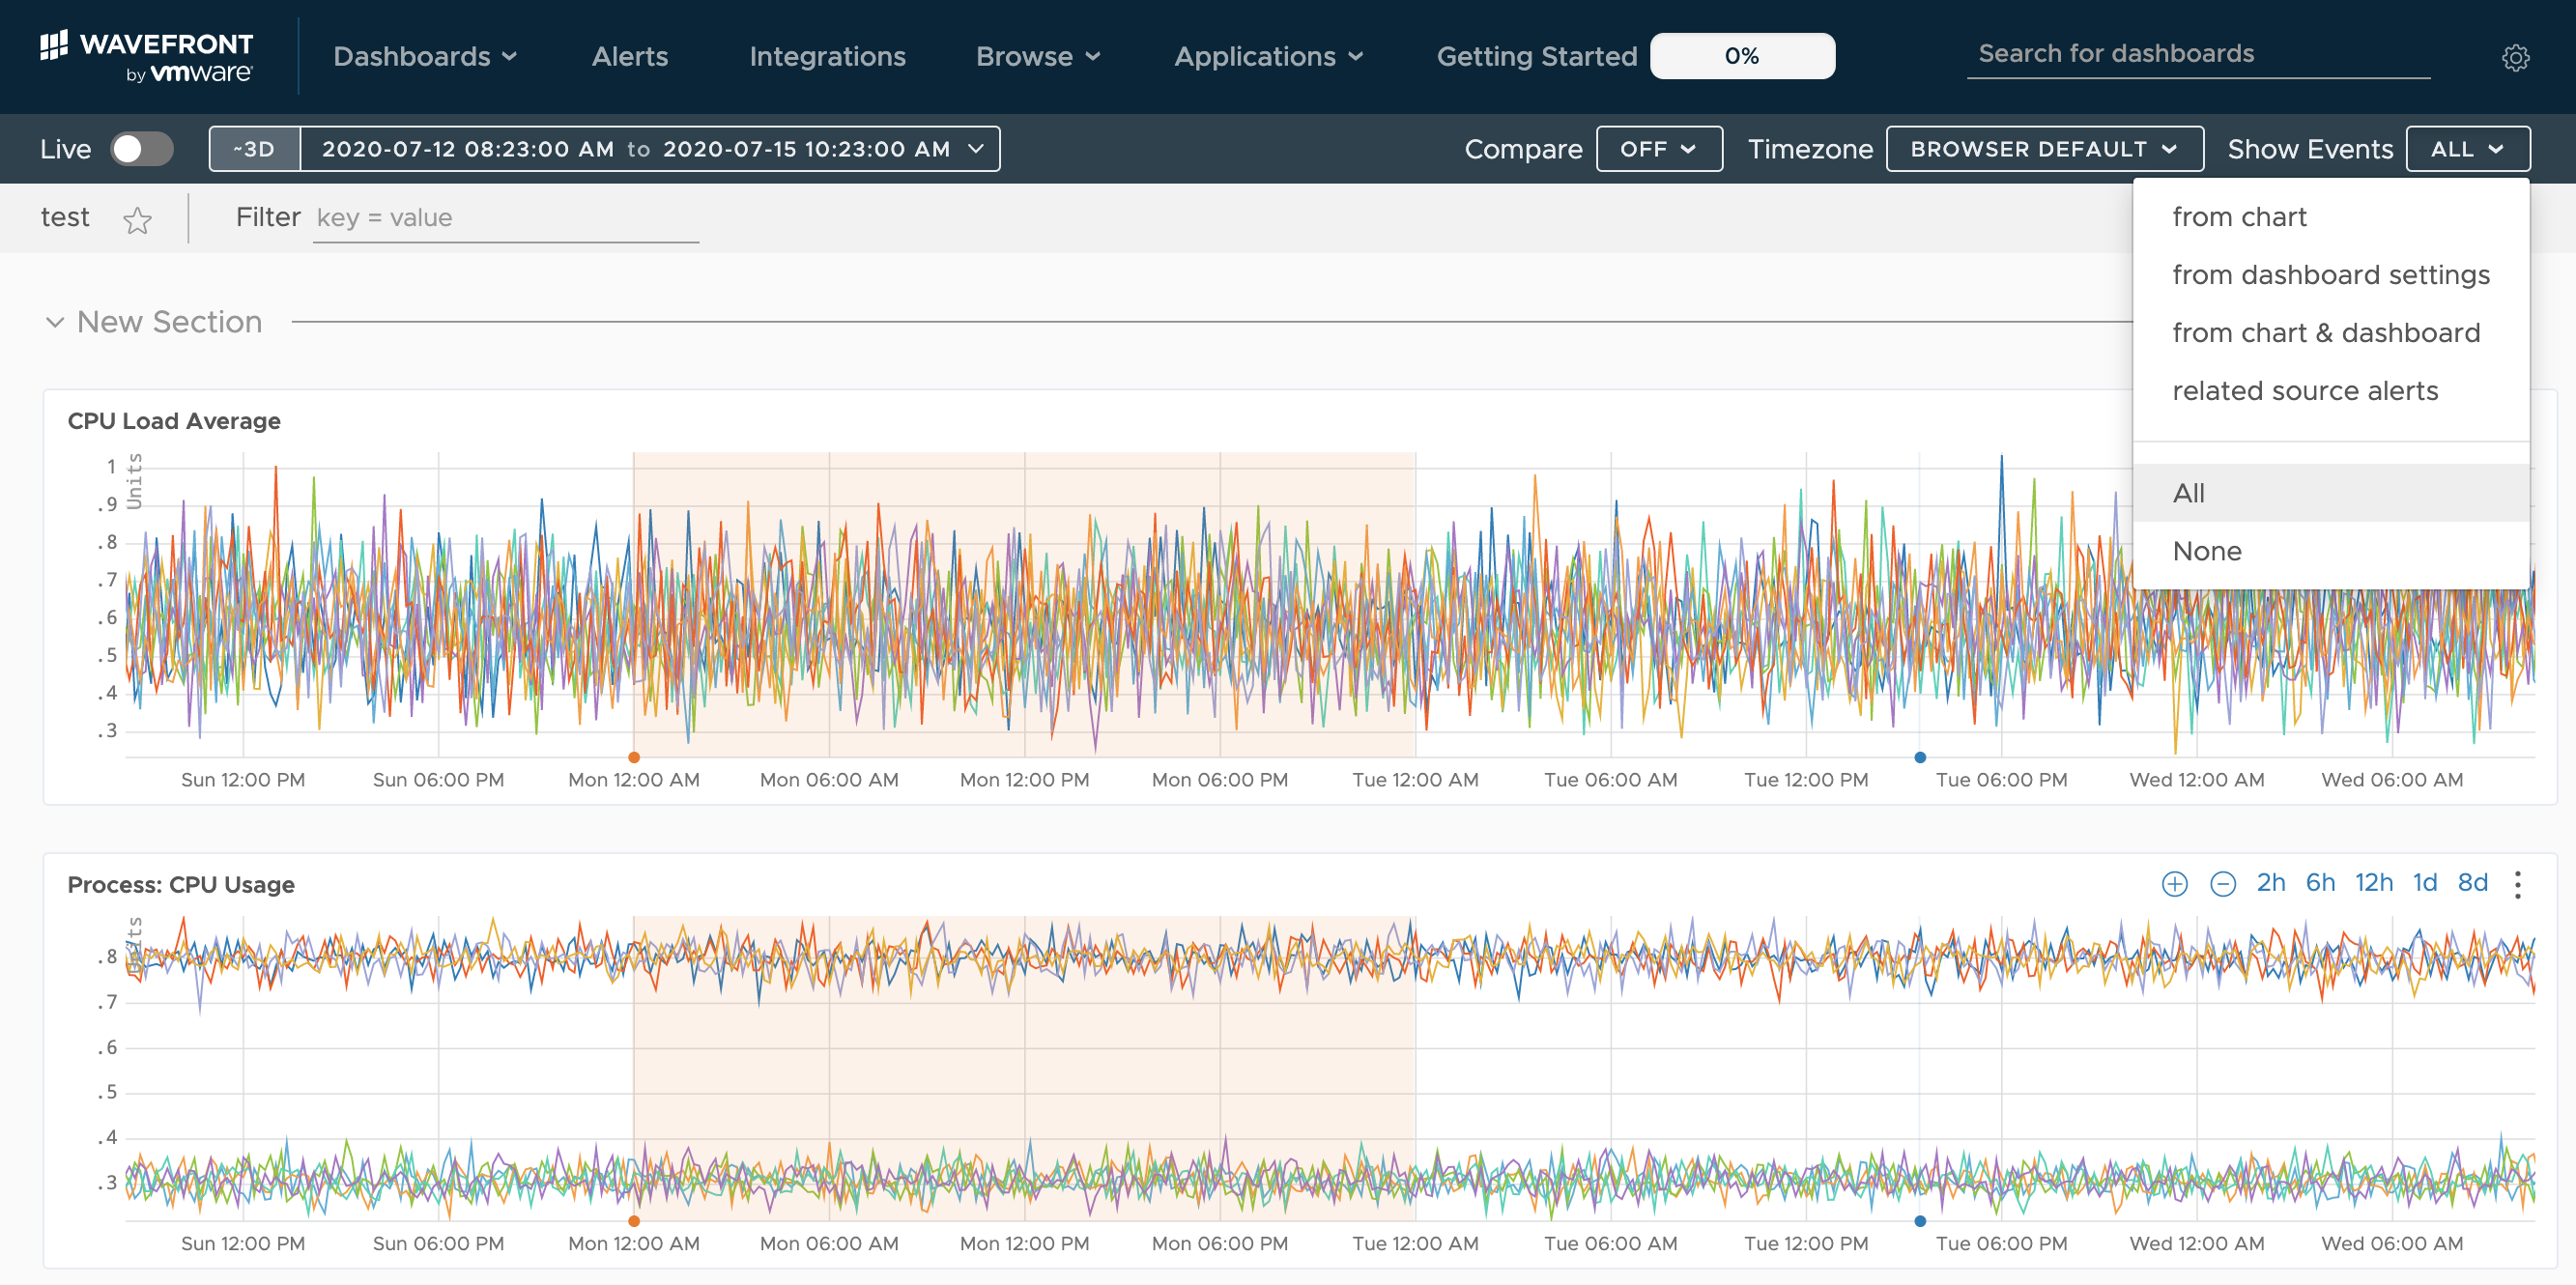 WAVEFRONT
by vmware
Dashboards
Alerts
Integrations
Browse
Applications
Getting Started
0%
Search for dashboards
Live
~3D
2020-07-12 08:23:00 AM to 2020-07-15 10:23:00 AM
Compare
OFF
Timezone
BROWSER DEFAULT
Show Events
ALL
test
Filter
key = value
from chart
from dashboard settings
from chart & dashboard
related source alerts
All
None
New Section
CPU Load Average
Units
1
.9
.8
.7
.6
.5
.4
.3
Sun 12:00 PM
Sun 06:00 PM
Mon 12:00 AM
Mon 06:00 AM
Mon 12:00 PM
Mon 06:00 PM
Tue 12:00 AM
Tue 06:00 AM
Tue 12:00 PM
Tue 06:00 PM
Wed 12:00 AM
Wed 06:00 AM
Process: CPU Usage
2h
6h
12h
1d
8d
.8
.7
.6
.5
.4
.3
Sun 12:00 PM
Sun 06:00 PM
Mon 12:00 AM
Mon 06:00 AM
Mon 12:00 PM
Mon 06:00 PM
Tue 12:00 AM
Tue 06:00 AM
Tue 12:00 PM
Tue 06:00 PM
Wed 12:00 AM
Wed 06:00 AM